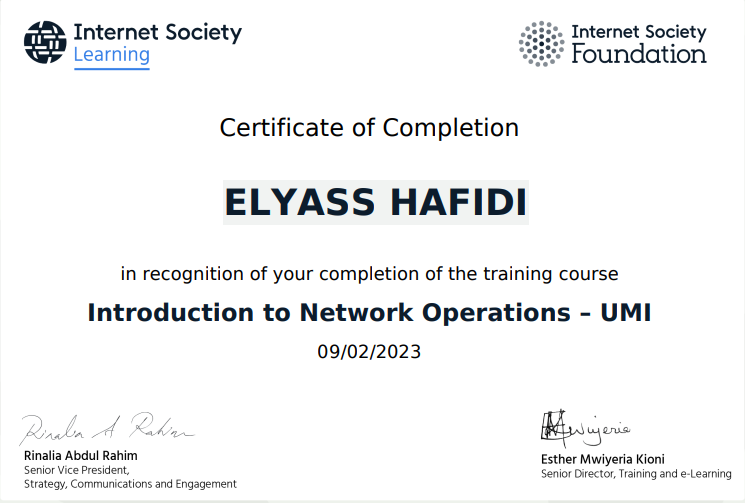 Internet Society
Learning
Internet Society
Foundation
Certificate of Completion
ELYASS HAFIDI
in recognition of your completion of the training course
Introduction to Network Operations – UMI
09/02/2023
Rinalia A Rahim
Mwiyeria
Rinalia Abdul Rahim
Senior Vice President,
Strategy, Communications and Engagement
Esther Mwiyeria Kioni
Senior Director, Training and e-Learning